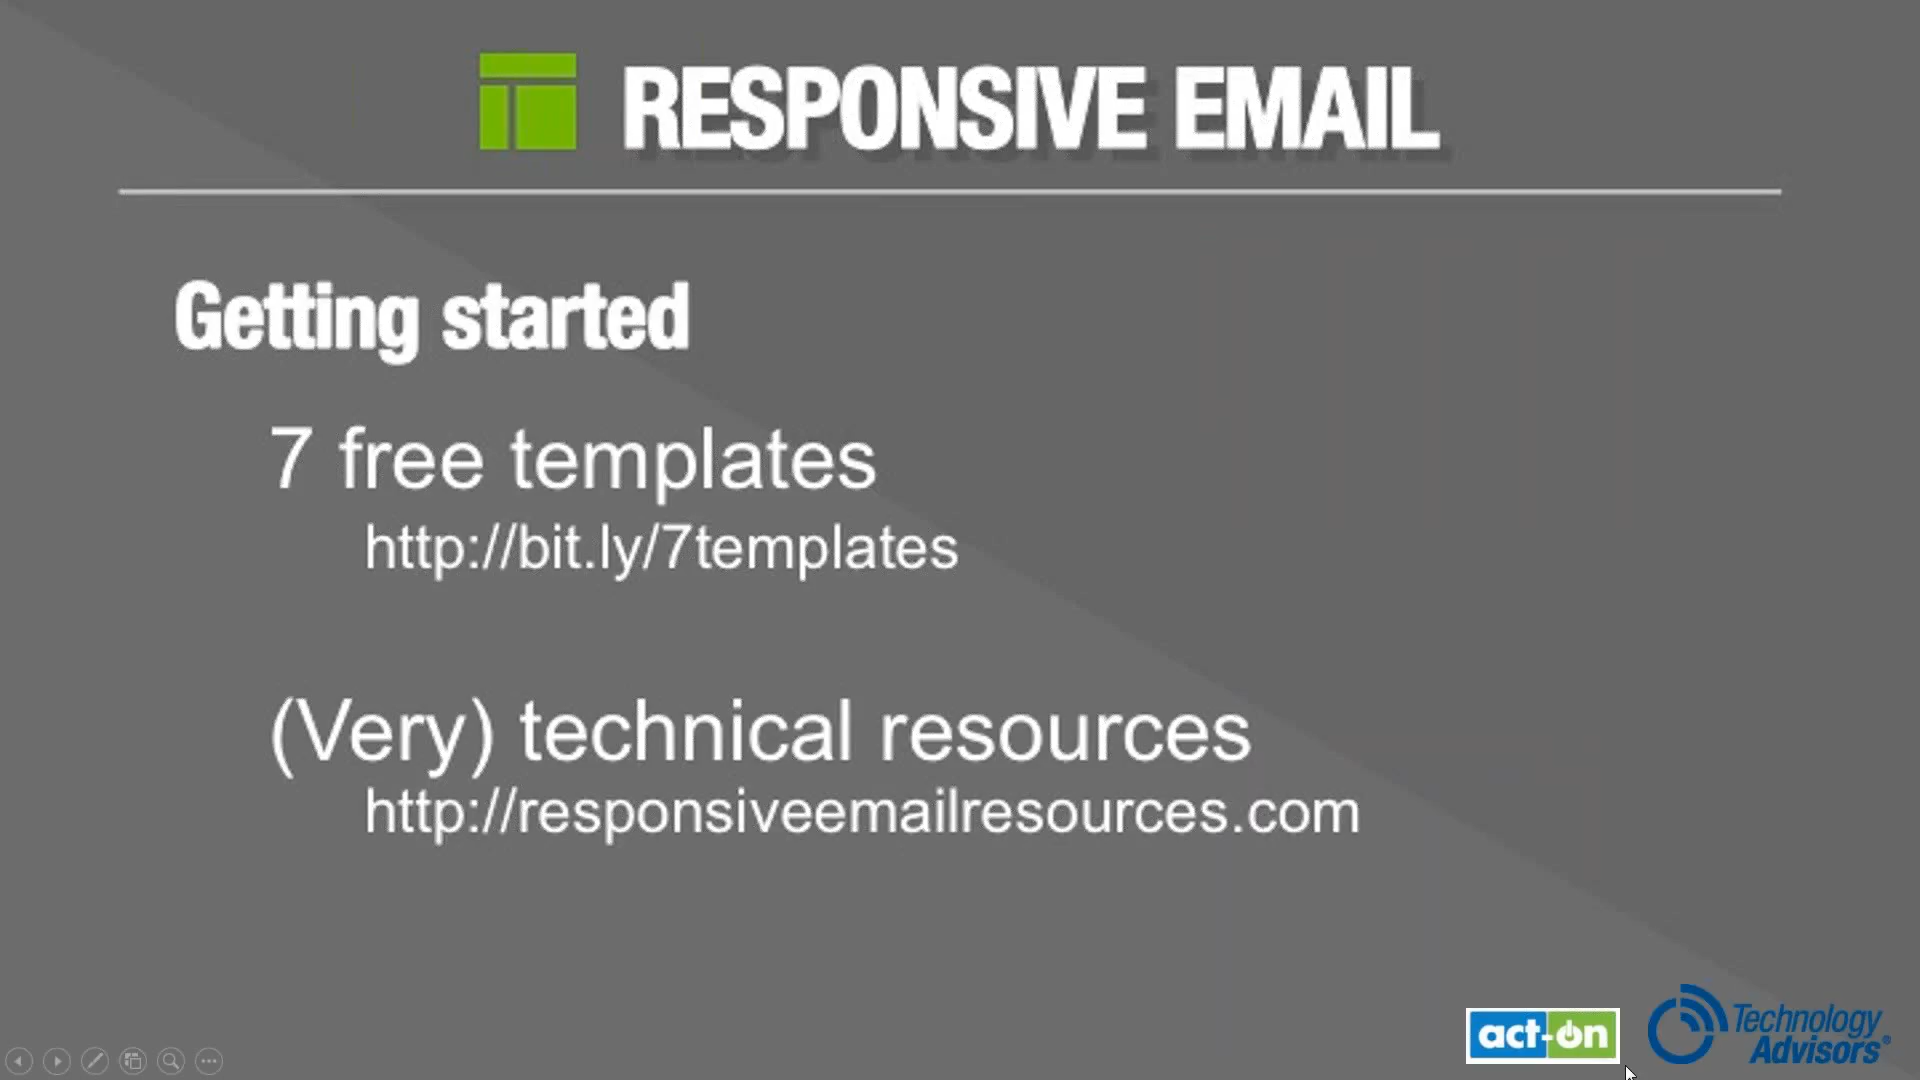 RESPONSIVE EMAIL
Getting started
7 free templates
http://bit.ly/7templates
(Very) technical resources
http://responsiveemailresources.com
act-on
Technology
Advisors®